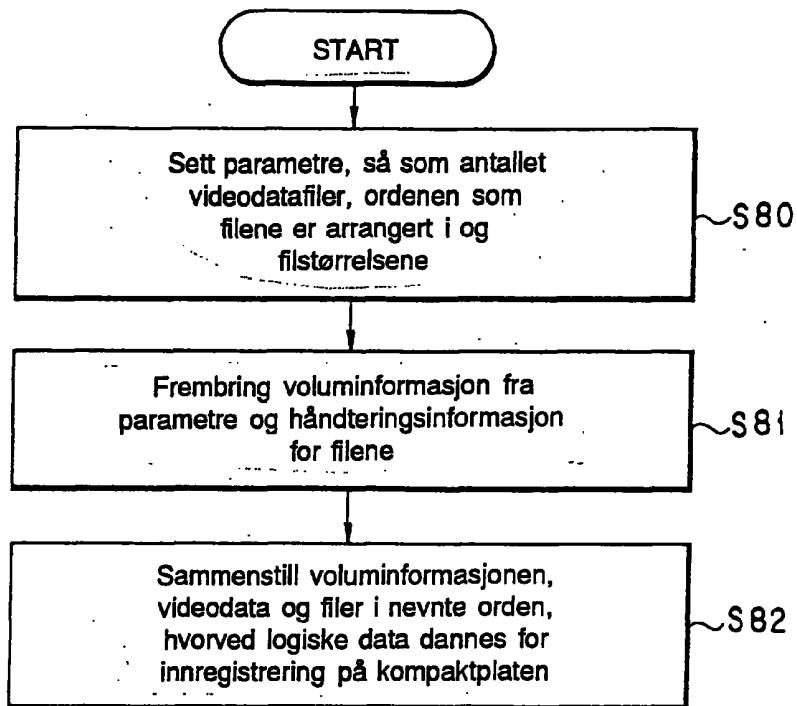 START
Sett parametre, så som antallet
videodatafiler, ordenen som
filene er arrangert i og
filstørrelsene
S80
Frembring voluminformasjon fra
parametre og håndteringsinformasjon
for filene
S81
Sammenstill voluminformasjonen,
videodata og filer i nevnte orden,
hvorved logiske data dannes for
innregistrering på kompaktplaten
S82